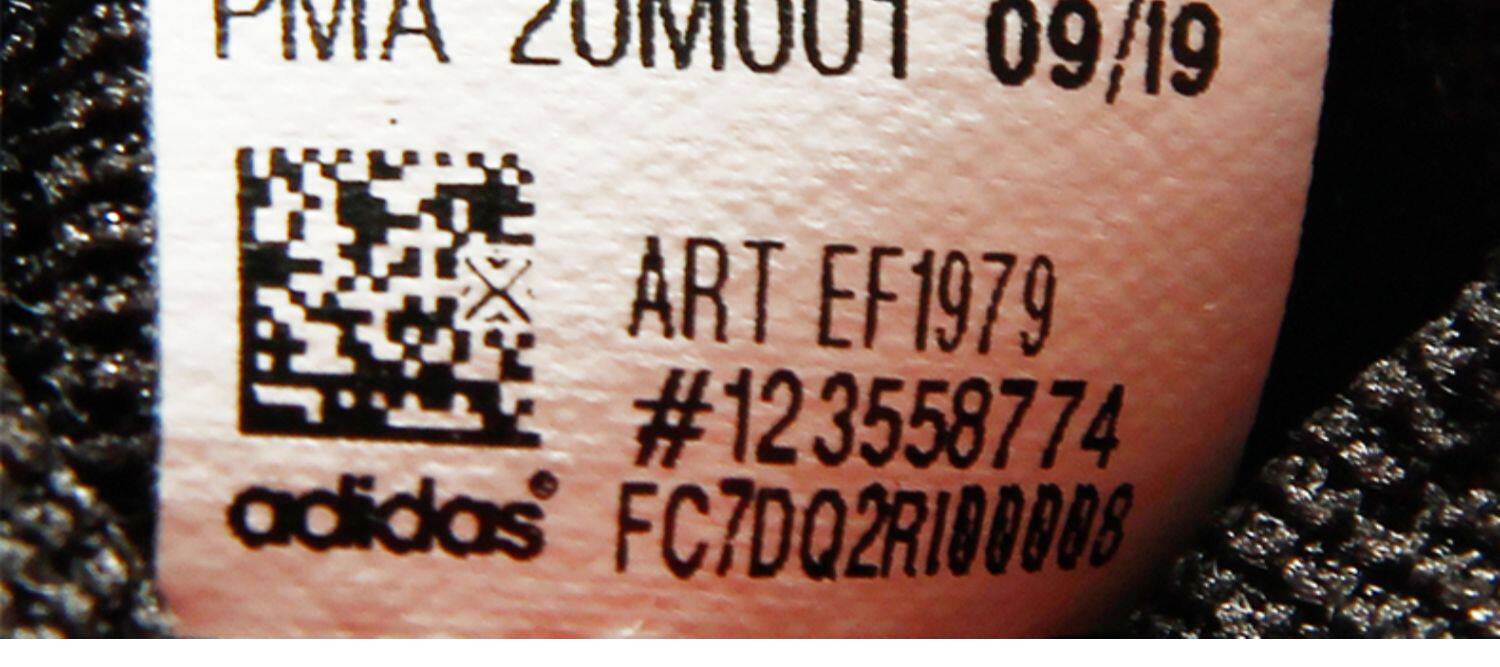 PMA 20M001 09/19
ART EF1979
#123558774
FC7DQ2RI00008
adidas®